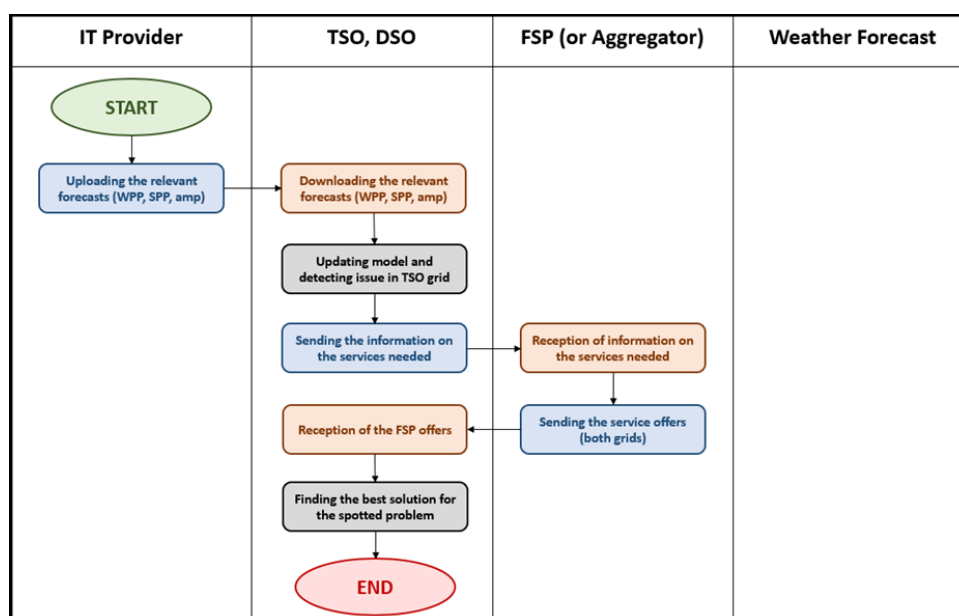 IT Provider
TSO, DSO
FSP (or Aggregator)
Weather Forecast
START
Uploading the relevant
forecasts (WPP, SPP, amp)
Downloading the relevant
forecasts (WPP, SPP, amp)
Updating model and
detecting issue in TSO grid
Sending the information on
the services needed
Reception of information on
the services needed
Sending the service offers
(both grids)
Reception of the FSP offers
Finding the best solution for
the spotted problem
END